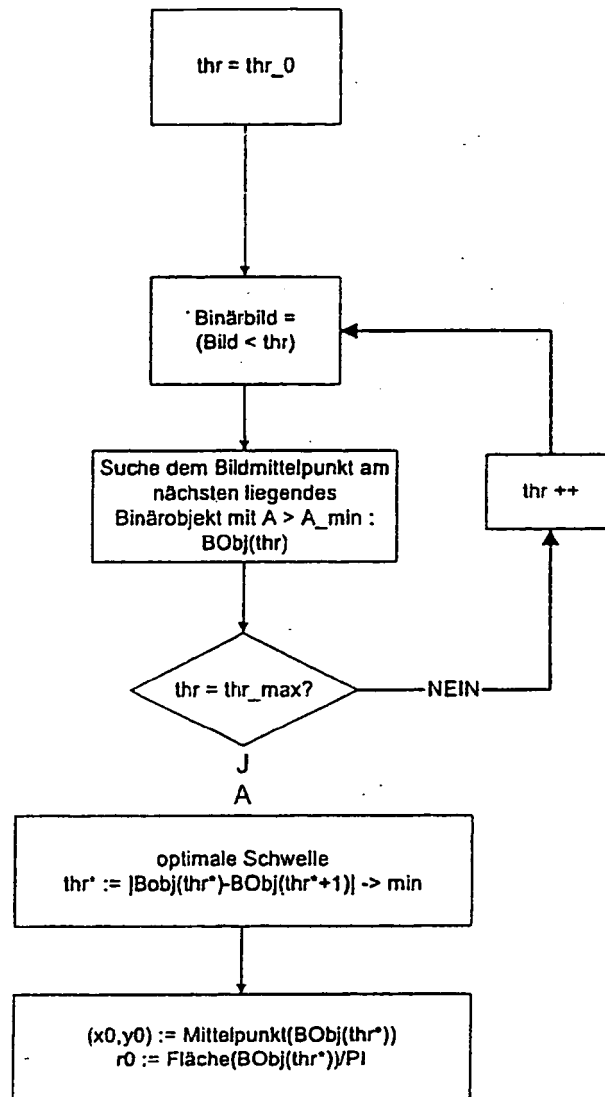 thr = thr_0
Binärbild =
(Bild < thr)
Suche dem Bildmittelpunkt am
nächsten liegendes
Binärobjekt mit A > A_min :
BObj(thr)
thr ++
thr = thr_max?
NEIN
J
A
optimale Schwelle
thr* := |Bobj(thr*)-BObj(thr*+1)| -> min
(x0,y0) := Mittelpunkt(BObj(thr*))
r0 := Fläche(BObj(thr*))/PI